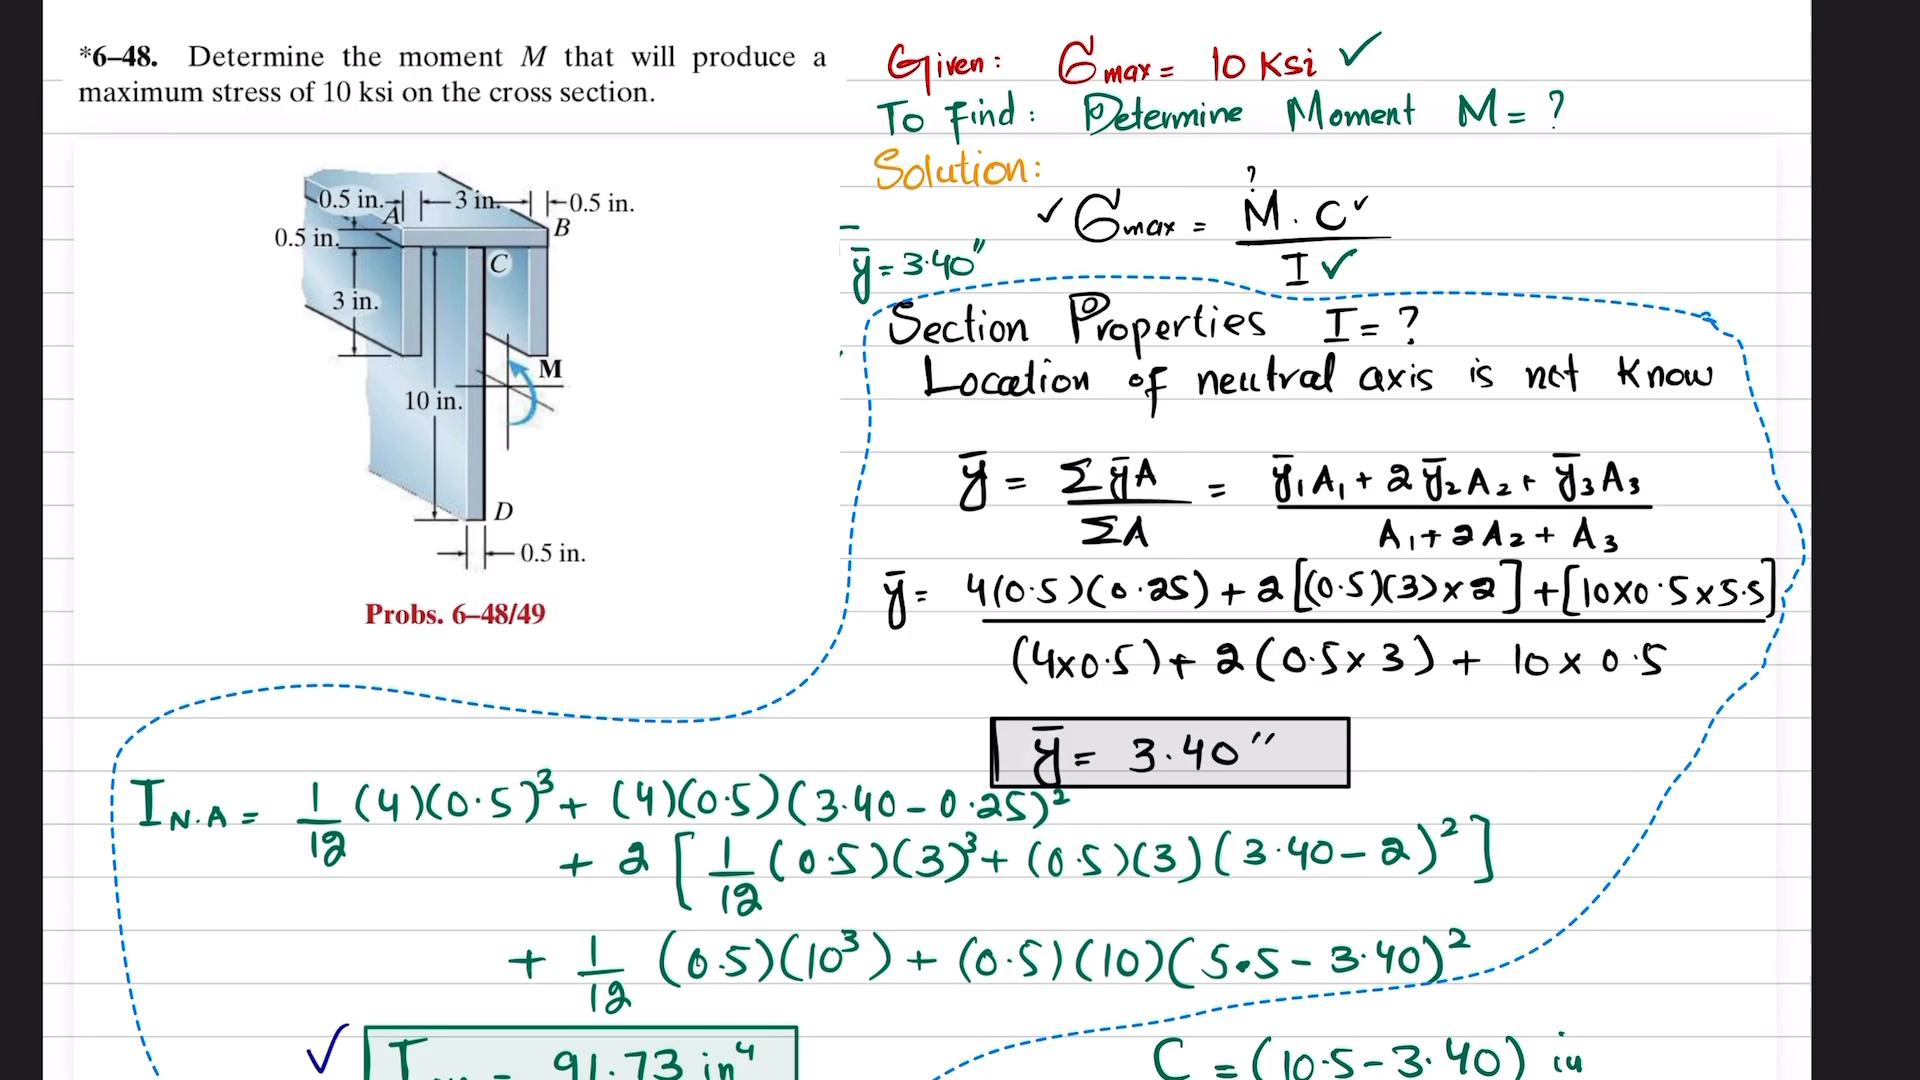 *6–48. Determine the moment M that will produce a
maximum stress of 10 ksi on the cross section.
0.5 in.
A
3 in.
0.5 in.
B
0.5 in.
C
3 in.
M
10 in.
D
0.5 in.
Probs. 6–48/49
Given: σmax = 10 Ksi ✓
To Find: Determine Moment M = ?
Solution:
?
✓ σmax = M . C ✓
I ✓
ȳ = 3.40"
Section Properties I = ?
Location of neutral axis is not Know
ȳ = ΣȳA = ȳ1A1 + 2ȳ2A2 + ȳ3A3
ΣA A1 + 2A2 + A3
ȳ = 4(0.5)(0.25) + 2[(0.5)(3)×2] + [10×0.5×5.5]
(4×0.5) + 2(0.5×3) + 10×0.5
ȳ = 3.40"
IN.A = 1/12 (4)(0.5)³ + (4)(0.5)(3.40-0.25)²
+ 2[1/12 (0.5)(3)³ + (0.5)(3)(3.40-2)²]
+ 1/12 (0.5)(10³) + (0.5)(10)(5.5-3.40)²
✓ I = 91.73 in⁴
C = (10.5-3.40) in